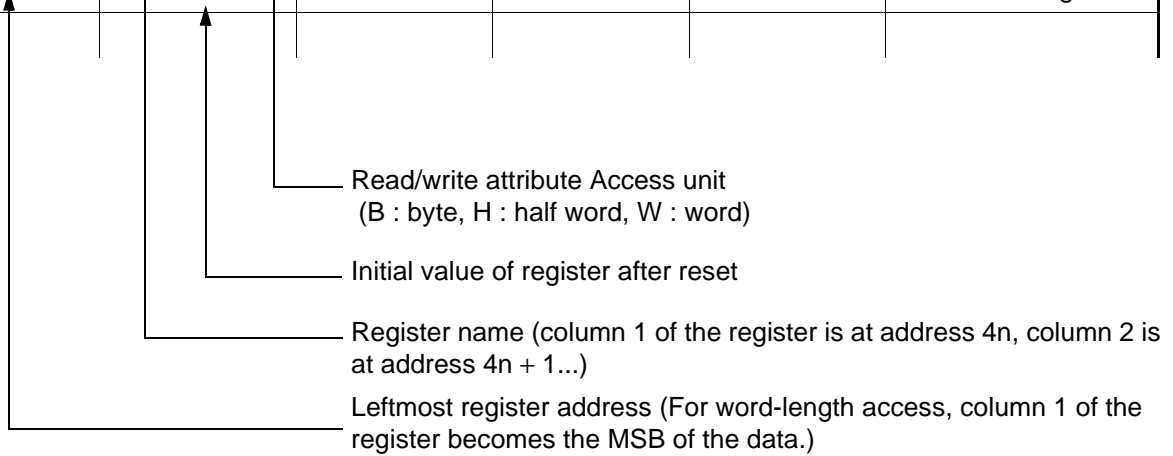 Read/write attribute Access unit
(B : byte, H : half word, W : word)
Initial value of register after reset
Register name (column 1 of the register is at address 4n, column 2 is
at address 4n + 1...)
Leftmost register address (For word-length access, column 1 of the
register becomes the MSB of the data.)